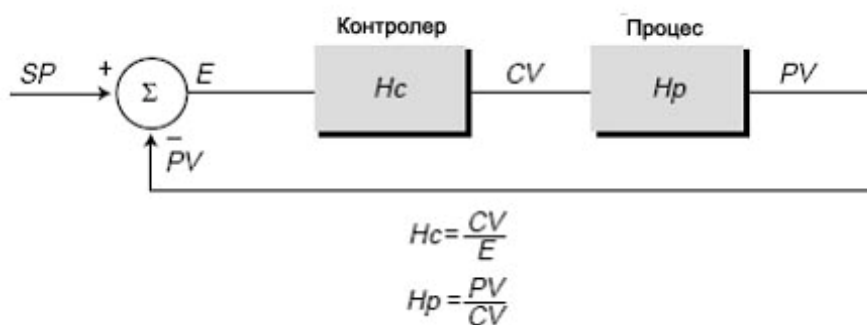 Контролер Процес
SP + Σ E Hc CV Hp PV
− PV
Hc = CV/E
Hp = PV/CV